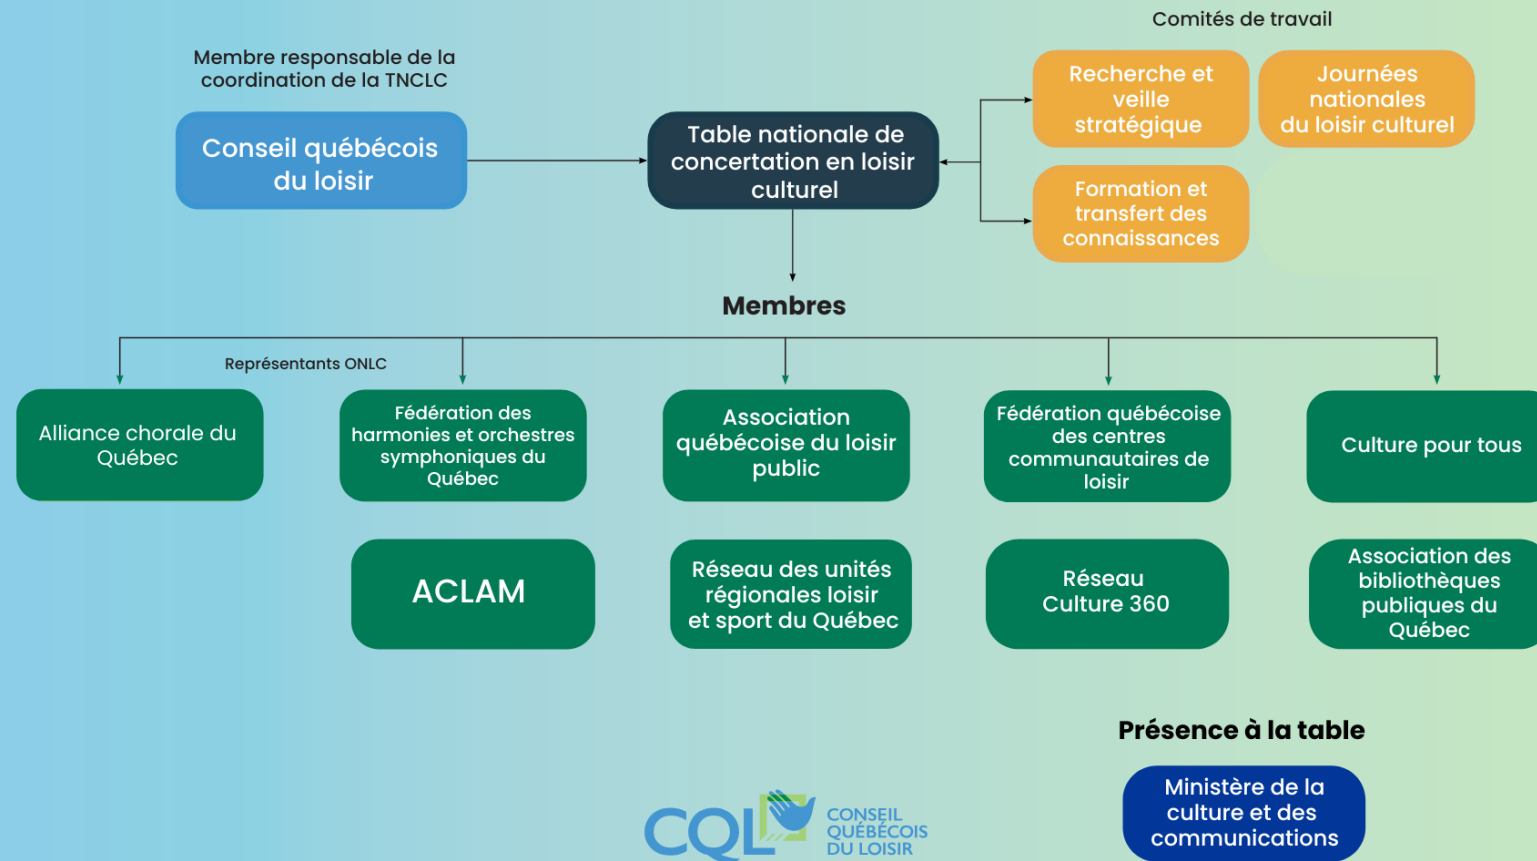 Comités de travail
Membre responsable de la
coordination de la TNCLC
Conseil québécois
du loisir
Table nationale de
concertation en loisir
culturel
Recherche et
veille
stratégique
Journées
nationales
du loisir culturel
Formation et
transfert des
connaissances
Membres
Représentants ONLC
Alliance chorale du
Québec
Fédération des
harmonies et orchestres
symphoniques du
Québec
Association
québécoise du loisir
public
Fédération québécoise
des centres
communautaires de
loisir
Culture pour tous
ACLAM
Réseau des unités
régionales loisir
et sport du Québec
Réseau
Culture 360
Association des
bibliothèques
publiques du
Québec
Présence à la table
Ministère de la
culture et des
communications
CQL
CONSEIL
QUÉBÉCOIS
DU LOISIR